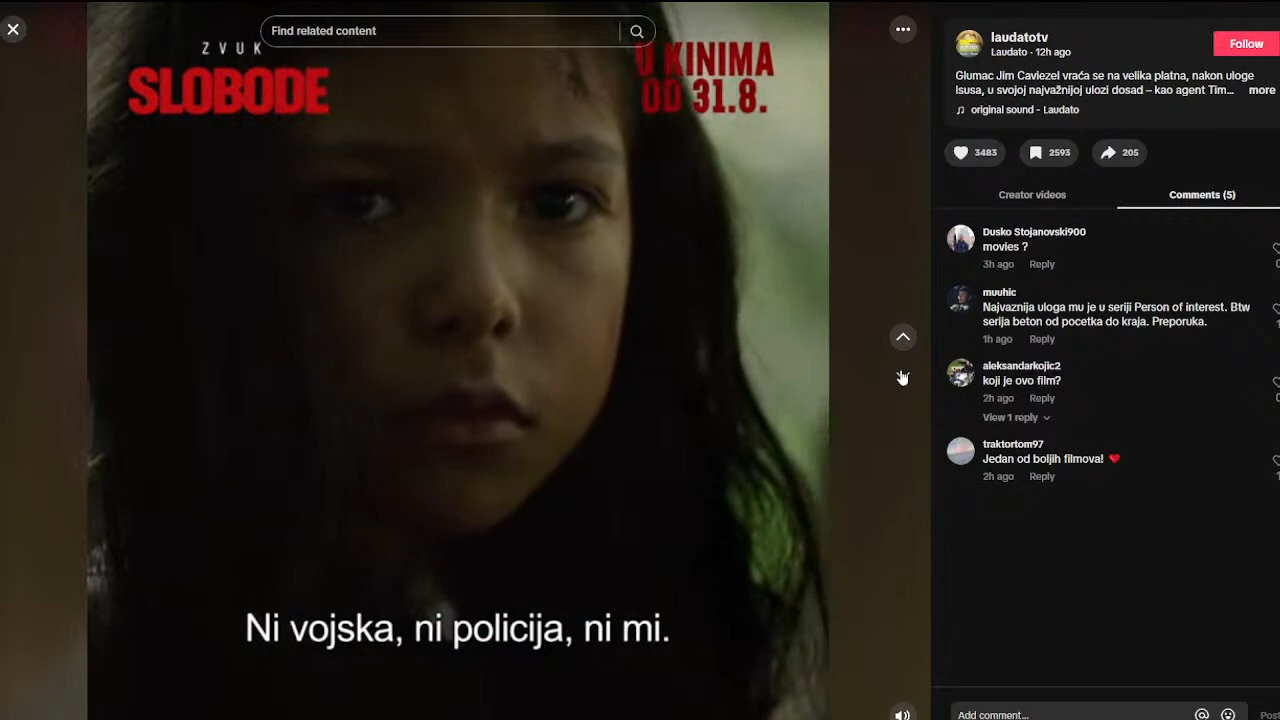 Find related content
ZVUK
SLOBODE
U KINIMA
OD 31.8.
Ni vojska, ni policija, ni mi.
laudatotv
Laudato · 12h ago
Follow
Glumac Jim Caviezel vraća se na velika platna, nakon uloge
Isusa, u svojoj najvažnijoj ulozi dosad – kao agent Tim... more
original sound - Laudato
3483
2593
205
Creator videos
Comments (5)
Dusko Stojanovski900
movies ?
3h ago Reply
muuhic
Najvaznija uloga mu je u seriji Person of interest. Btw
serija beton od pocetka do kraja. Preporuka.
1h ago Reply
aleksandarkojic2
koji je ovo film?
2h ago Reply
View 1 reply
traktortom97
Jedan od boljih filmova!
2h ago Reply
Add comment...